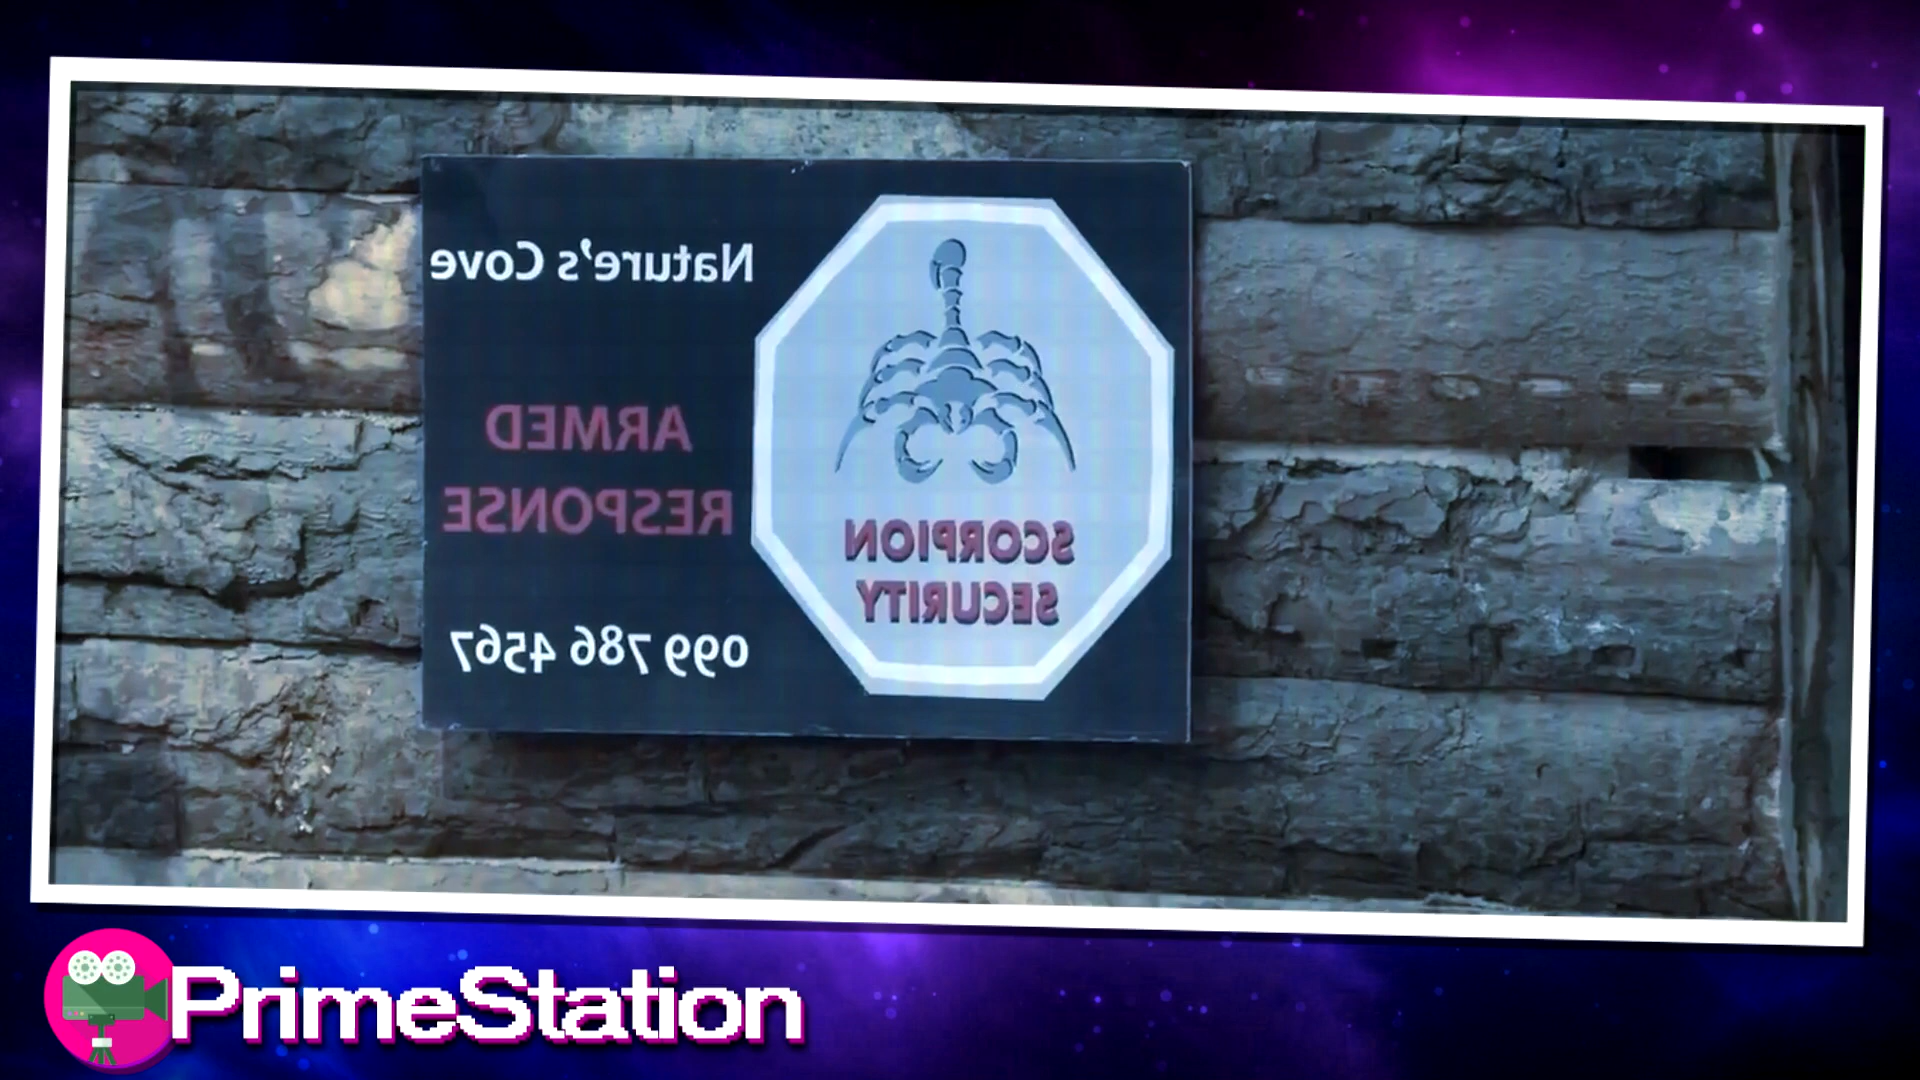 Nature's Cove
ARMED
RESPONSE
099 786 4567
SCORPION
SECURITY
PrimeStation